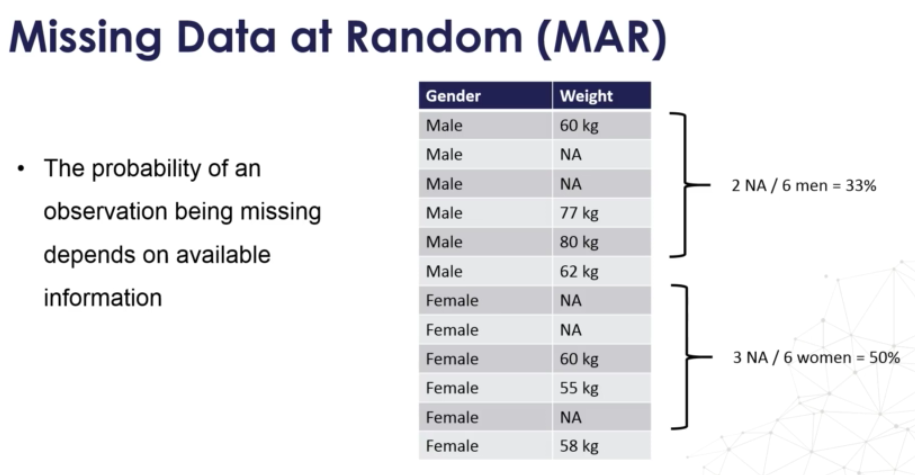 Missing Data at Random (MAR)
• The probability of an
observation being missing
depends on available
information
Gender Weight
Male 60 kg
Male NA
Male NA
Male 77 kg
Male 80 kg
Male 62 kg
Female NA
Female NA
Female 60 kg
Female 55 kg
Female NA
Female 58 kg
2 NA / 6 men = 33%
3 NA / 6 women = 50%